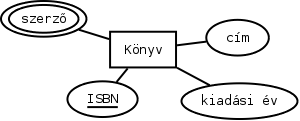 szerző
cím
Könyv
ISBN
kiadási év